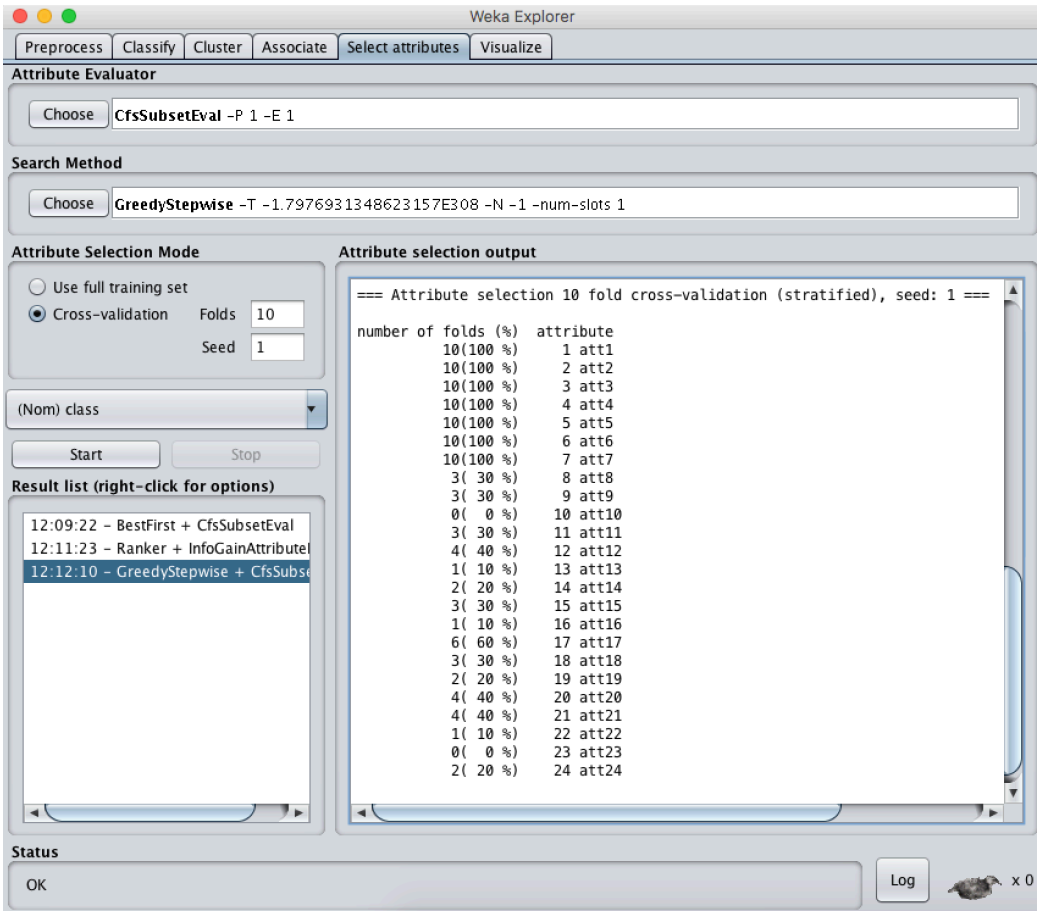 Weka Explorer
Preprocess Classify Cluster Associate Select attributes Visualize
Attribute Evaluator
Choose CfsSubsetEval -P 1 -E 1
Search Method
Choose GreedyStepwise -T -1.7976931348623157E308 -N -1 -num-slots 1
Attribute Selection Mode
Use full training set
Cross-validation Folds 10
Seed 1
(Nom) class
Start Stop
Result list (right-click for options)
12:09:22 - BestFirst + CfsSubsetEval
12:11:23 - Ranker + InfoGainAttribute
12:12:10 - GreedyStepwise + CfsSubse
Attribute selection output
=== Attribute selection 10 fold cross-validation (stratified), seed: 1 ===
number of folds (%) attribute
10(100 %) 1 att1
10(100 %) 2 att2
10(100 %) 3 att3
10(100 %) 4 att4
10(100 %) 5 att5
10(100 %) 6 att6
10(100 %) 7 att7
3( 30 %) 8 att8
3( 30 %) 9 att9
0( 0 %) 10 att10
3( 30 %) 11 att11
4( 40 %) 12 att12
1( 10 %) 13 att13
2( 20 %) 14 att14
3( 30 %) 15 att15
1( 10 %) 16 att16
6( 60 %) 17 att17
3( 30 %) 18 att18
2( 20 %) 19 att19
4( 40 %) 20 att20
4( 40 %) 21 att21
1( 10 %) 22 att22
0( 0 %) 23 att23
2( 20 %) 24 att24
Status
OK
Log
x 0